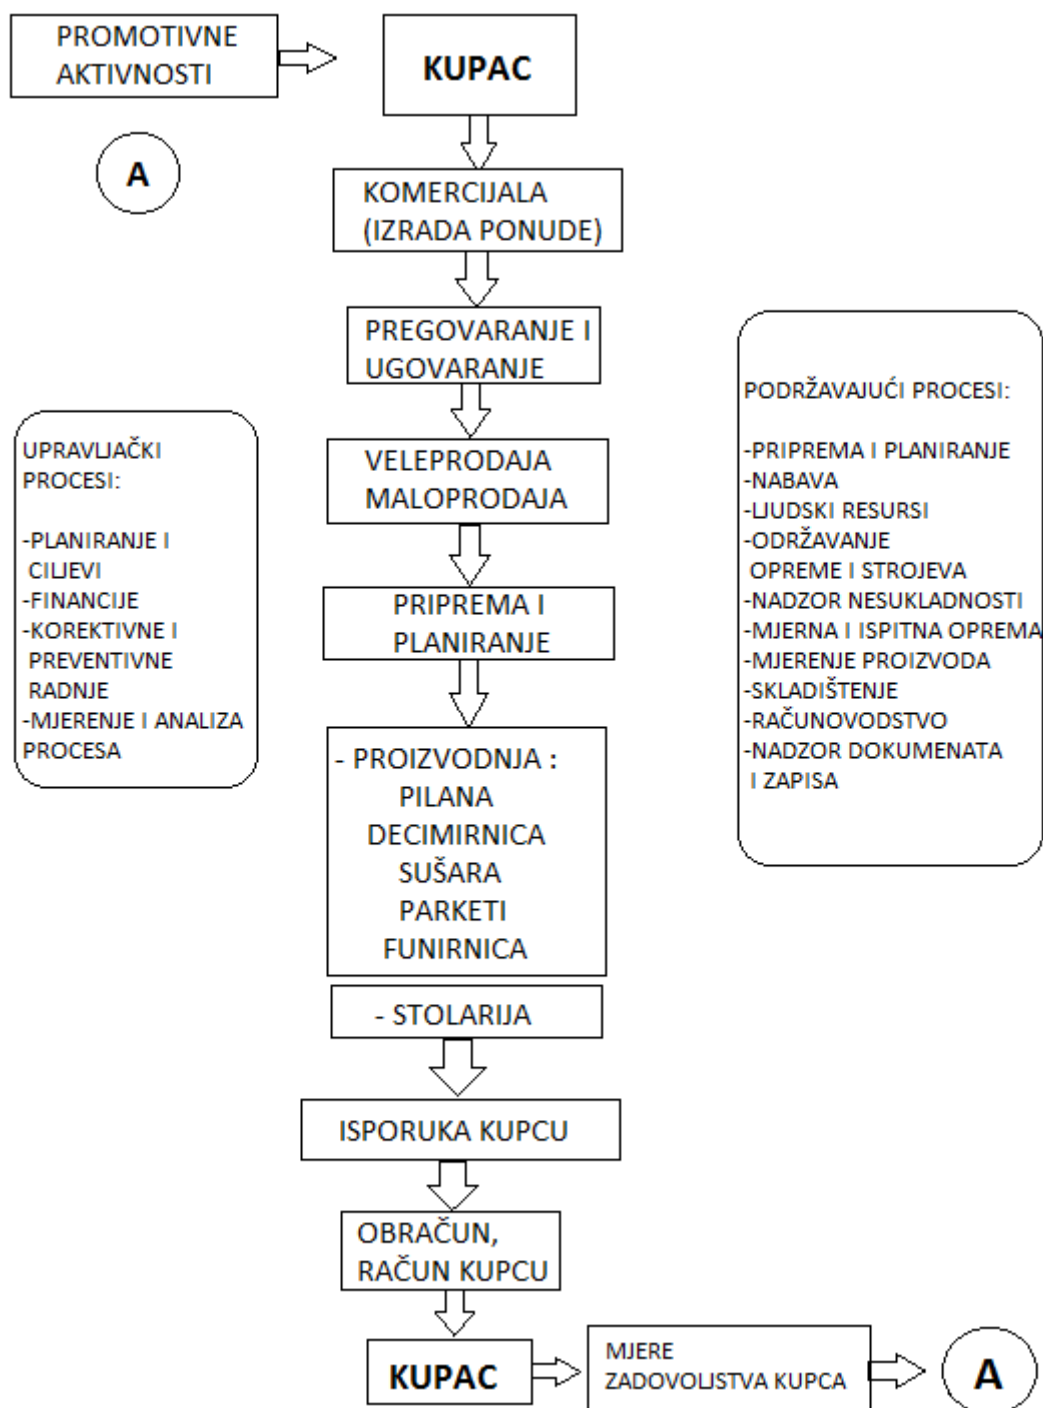 PROMOTIVNE
AKTIVNOSTI
KUPAC
A
KOMERCIJALA
(IZRADA PONUDE)
PREGOVARANJE I
UGOVARANJE
VELEPRODAJA
MALOPRODAJA
PRIPREMA I
PLANIRANJE
- PROIZVODNJA :
PILANA
DECIMIRNICA
SUŠARA
PARKETI
FUNIRNICA
- STOLARIJA
ISPORUKA KUPCU
OBRAČUN,
RAČUN KUPCU
KUPAC
MJERE
ZADOVOLJSTVA KUPCA
A
UPRAVLJAČKI
PROCESI:
-PLANIRANJE I
CILJEVI
-FINANCIJE
-KOREKTIVNE I
PREVENTIVNE
RADNJE
-MJERENJE I ANALIZA
PROCESA
PODRŽAVAJUĆI PROCESI:
-PRIPREMA I PLANIRANJE
-NABAVA
-LJUDSKI RESURSI
-ODRŽAVANJE
OPREME I STROJEVA
-NADZOR NESUKLADNOSTI
-MJERNA I ISPITNA OPREMA
-MJERENJE PROIZVODA
-SKLADIŠTENJE
-RAČUNOVODSTVO
-NADZOR DOKUMENATA
I ZAPISA